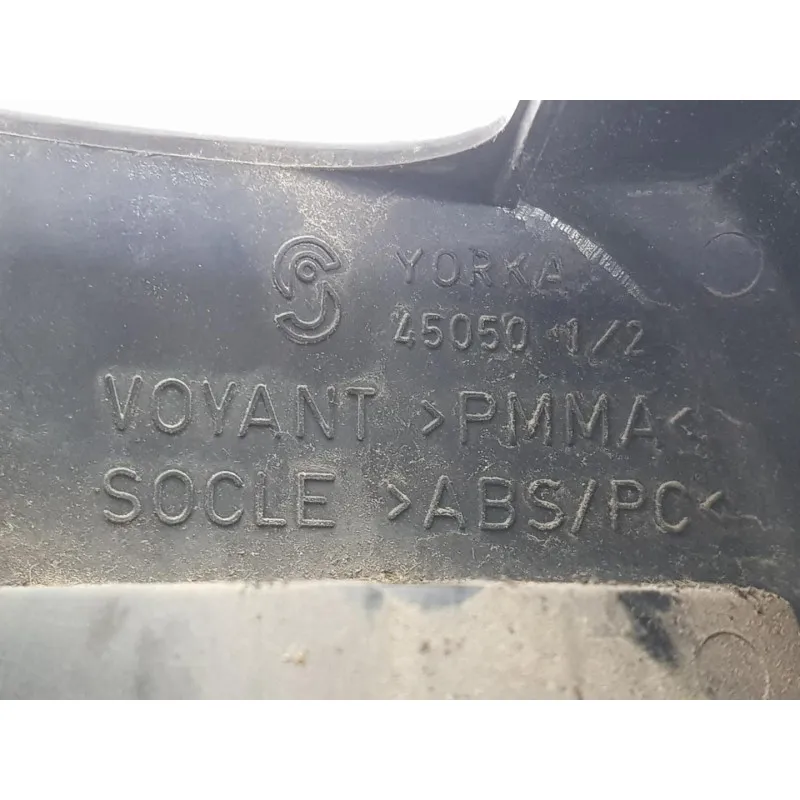 YORKA
45050 1/2
VOYANT >PMMA<
SOCLE >ABS/PC<